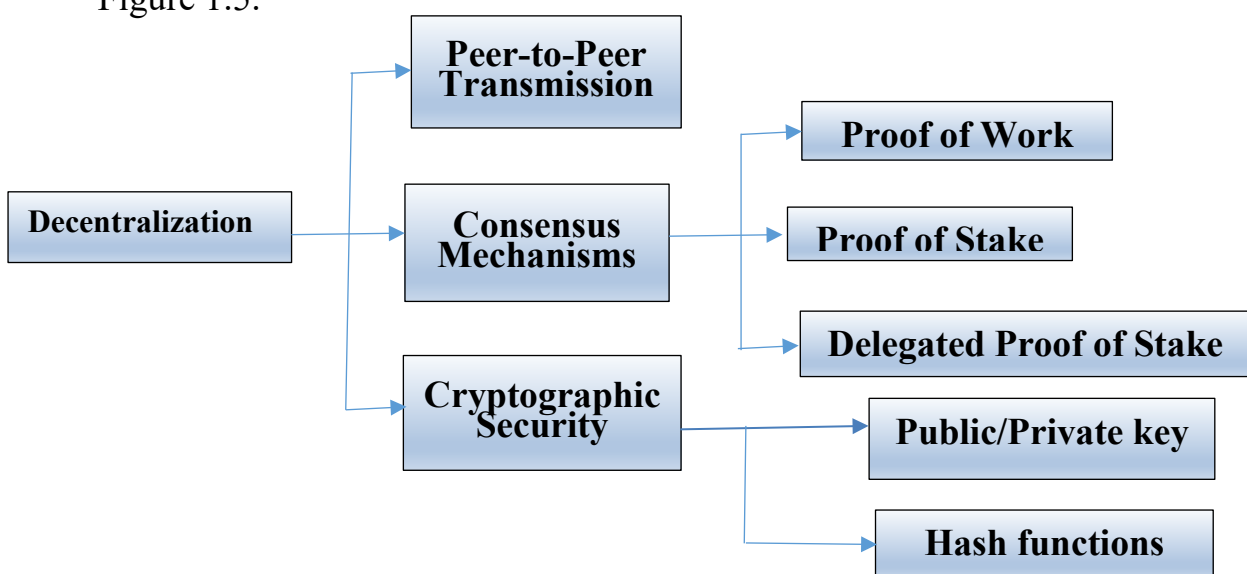 Figure 1.5.
Peer-to-Peer
Transmission
Proof of Work
Decentralization
Consensus
Mechanisms
Proof of Stake
Delegated Proof of Stake
Cryptographic
Security
Public/Private key
Hash functions